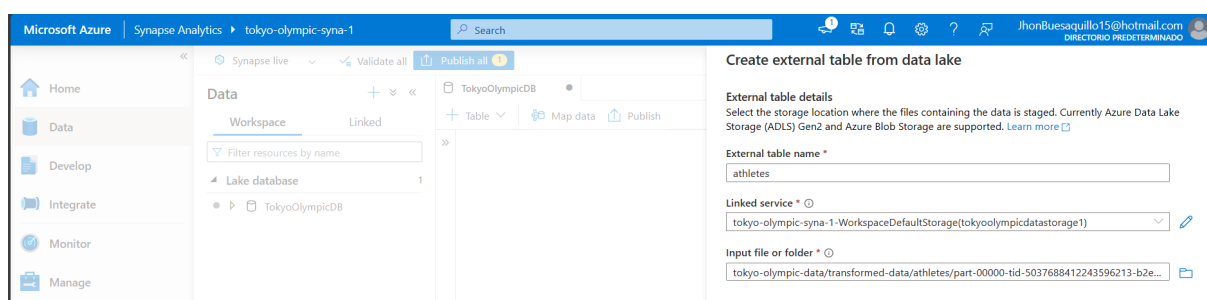 Microsoft Azure
Synapse Analytics
tokyo-olympic-syna-1
Search
1
JhonBuesaquillo15@hotmail.com
DIRECTORIO PREDETERMINADO
Home
Data
Develop
Integrate
Monitor
Manage
Synapse live
Validate all
Publish all 1
Data
Workspace Linked
Filter resources by name
Lake database 1
TokyoOlympicDB
TokyoOlympicDB
Table Map data Publish
Create external table from data lake
External table details
Select the storage location where the files containing the data is staged. Currently Azure Data Lake
Storage (ADLS) Gen2 and Azure Blob Storage are supported. Learn more
External table name *
athletes
Linked service *
tokyo-olympic-syna-1-WorkspaceDefaultStorage(tokyoolympicdatastorage1)
Input file or folder *
tokyo-olympic-data/transformed-data/athletes/part-00000-tid-5037688412243596213-b2e...